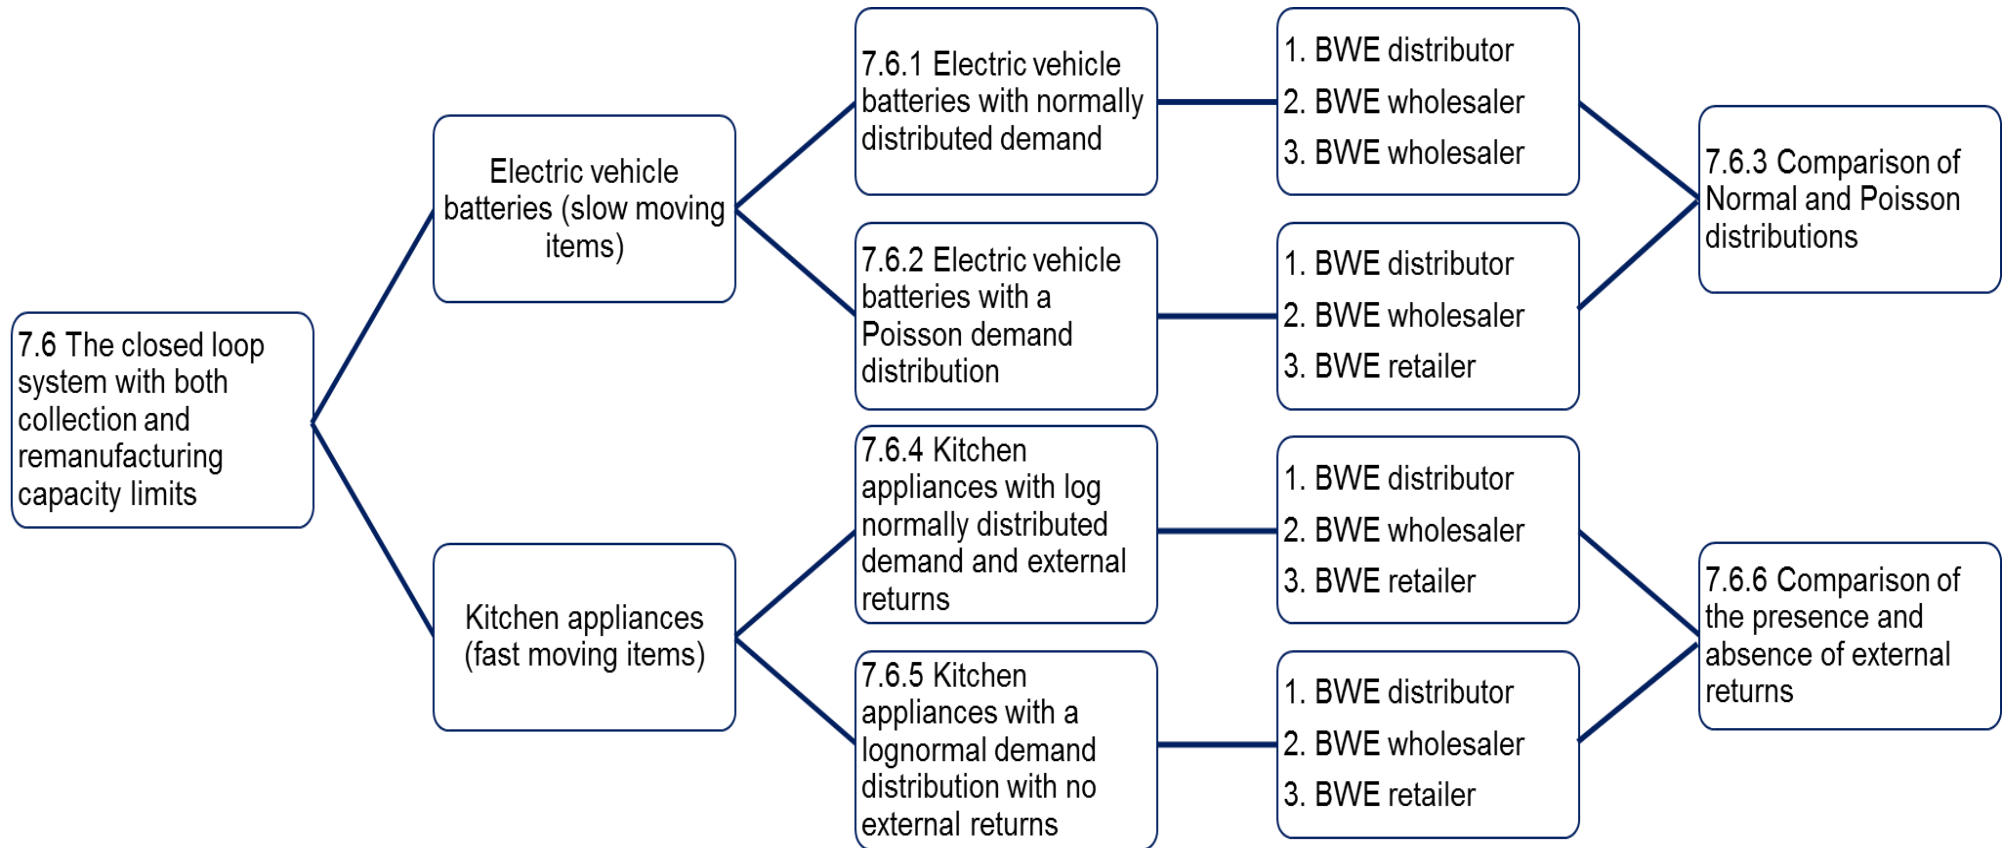 7.6 The closed loop
system with both
collection and
remanufacturing
capacity limits
Electric vehicle
batteries (slow moving
items)
Kitchen appliances
(fast moving items)
7.6.1 Electric vehicle
batteries with normally
distributed demand
7.6.2 Electric vehicle
batteries with a
Poisson demand
distribution
7.6.4 Kitchen
appliances with log
normally distributed
demand and external
returns
7.6.5 Kitchen
appliances with a
lognormal demand
distribution with no
external returns
1. BWE distributor
2. BWE wholesaler
3. BWE wholesaler
1. BWE distributor
2. BWE wholesaler
3. BWE retailer
1. BWE distributor
2. BWE wholesaler
3. BWE retailer
1. BWE distributor
2. BWE wholesaler
3. BWE retailer
7.6.3 Comparison of
Normal and Poisson
distributions
7.6.6 Comparison of
the presence and
absence of external
returns